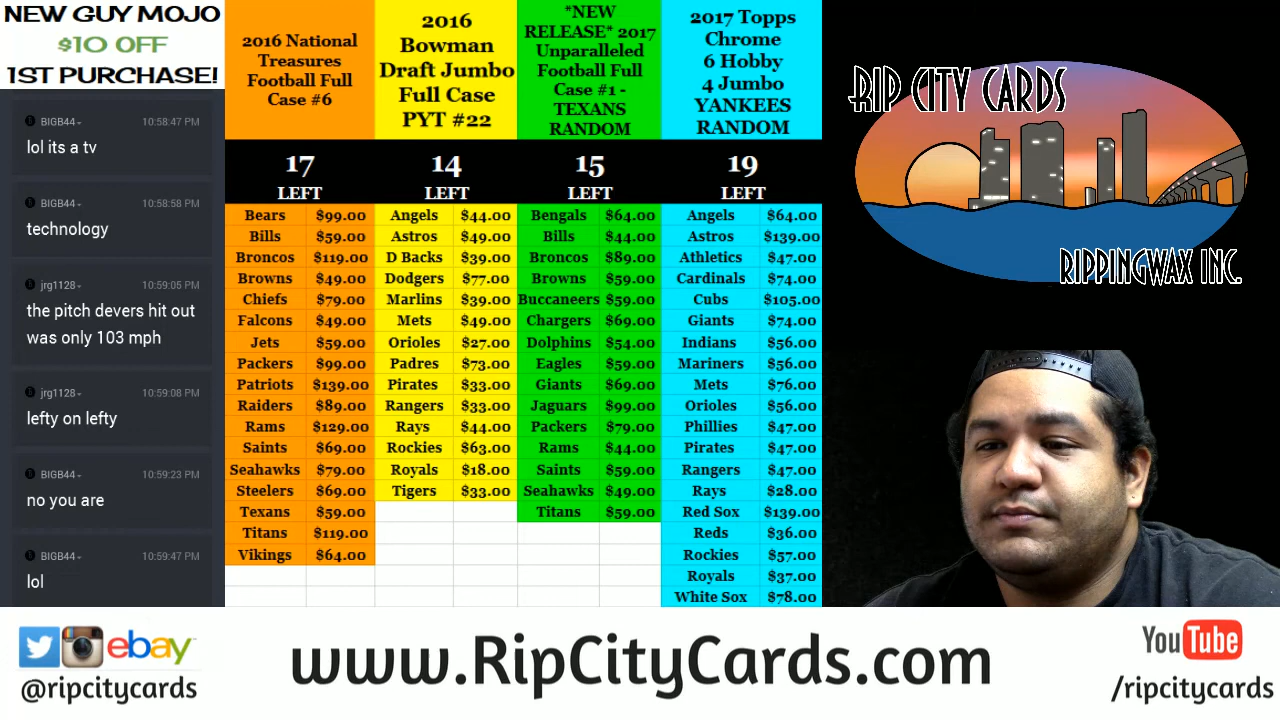 NEW GUY MOJO
$10 OFF
1ST PURCHASE!
BIGB44
10:58:47 PM
lol its a tv
BIGB44
10:58:58 PM
technology
jrg1128
10:59:05 PM
the pitch devers hit out
was only 103 mph
jrg1128
10:59:08 PM
lefty on lefty
BIGB44
10:59:23 PM
no you are
BIGB44
10:59:47 PM
lol
2016 National
Treasures
Football Full
Case #6
17
LEFT
Bears $99.00
Bills $59.00
Broncos $119.00
Browns $49.00
Chiefs $79.00
Falcons $49.00
Jets $59.00
Packers $99.00
Patriots $139.00
Raiders $89.00
Rams $129.00
Saints $69.00
Seahawks $79.00
Steelers $69.00
Texans $59.00
Titans $119.00
Vikings $64.00
2016
Bowman
Draft Jumbo
Full Case
PYT #22
14
LEFT
Angels $44.00
Astros $49.00
D Backs $39.00
Dodgers $77.00
Marlins $39.00
Mets $49.00
Orioles $27.00
Padres $73.00
Pirates $33.00
Rangers $33.00
Rays $44.00
Rockies $63.00
Royals $18.00
Tigers $33.00
*NEW
RELEASE* 2017
Unparalleled
Football Full
Case #1 -
TEXANS
RANDOM
15
LEFT
Bengals $64.00
Bills $44.00
Broncos $89.00
Browns $59.00
Buccaneers $59.00
Chargers $69.00
Dolphins $54.00
Eagles $59.00
Giants $69.00
Jaguars $99.00
Packers $79.00
Rams $44.00
Saints $59.00
Seahawks $49.00
Titans $59.00
2017 Topps
Chrome
6 Hobby
4 Jumbo
YANKEES
RANDOM
19
LEFT
Angels $64.00
Astros $139.00
Athletics $47.00
Cardinals $74.00
Cubs $105.00
Giants $74.00
Indians $56.00
Mariners $56.00
Mets $76.00
Orioles $56.00
Phillies $47.00
Pirates $47.00
Rangers $47.00
Rays $28.00
Red Sox $139.00
Reds $36.00
Rockies $57.00
Royals $37.00
White Sox $78.00
RIP CITY CARDS
RIPPINGWAX INC.
ebay
@ripcitycards
www.RipCityCards.com
YouTube
/ripcitycards